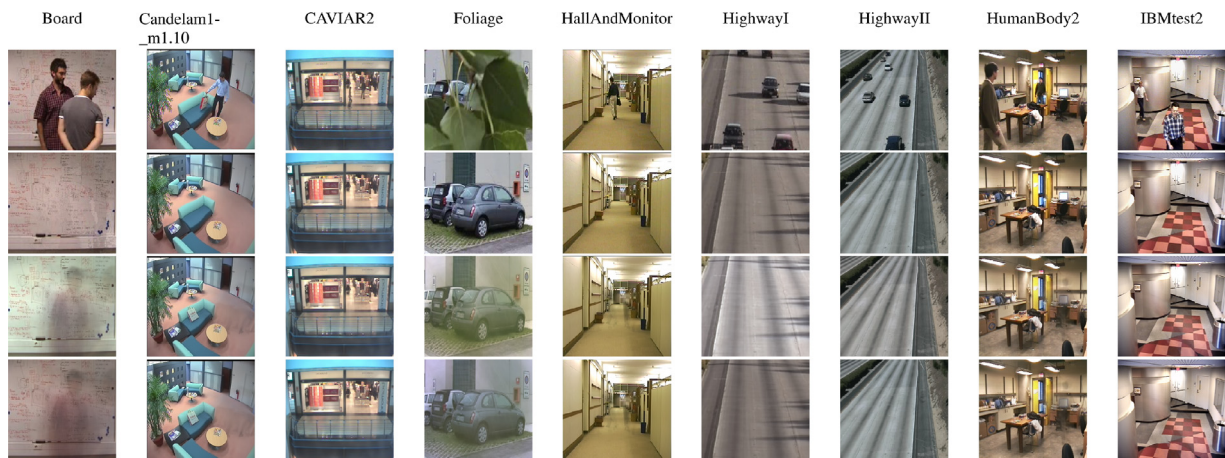 Board
Candelam1-
_m1.10
CAVIAR2
Foliage
HallAndMonitor
HighwayI
HighwayII
HumanBody2
IBMtest2